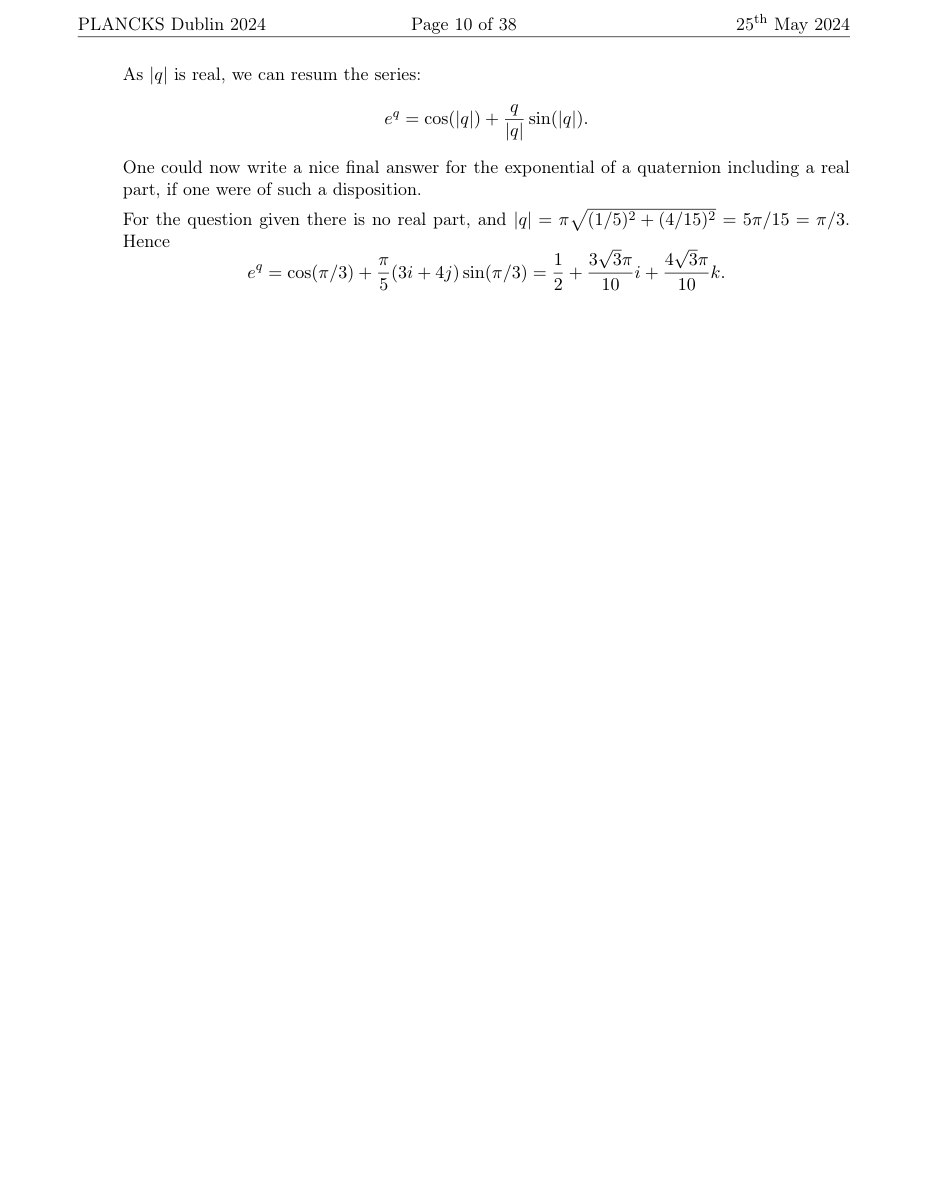 PLANCKS Dublin 2024 Page 10 of 38 25th May 2024
As |q| is real, we can resum the series:
e^q = cos(|q|) + q/|q| sin(|q|).
One could now write a nice final answer for the exponential of a quaternion including a real
part, if one were of such a disposition.
For the question given there is no real part, and |q| = π√((1/5)² + (4/15)²) = 5π/15 = π/3.
Hence
e^q = cos(π/3) + π/5 (3i + 4j) sin(π/3) = 1/2 + 3√3π/10 i + 4√3π/10 k.